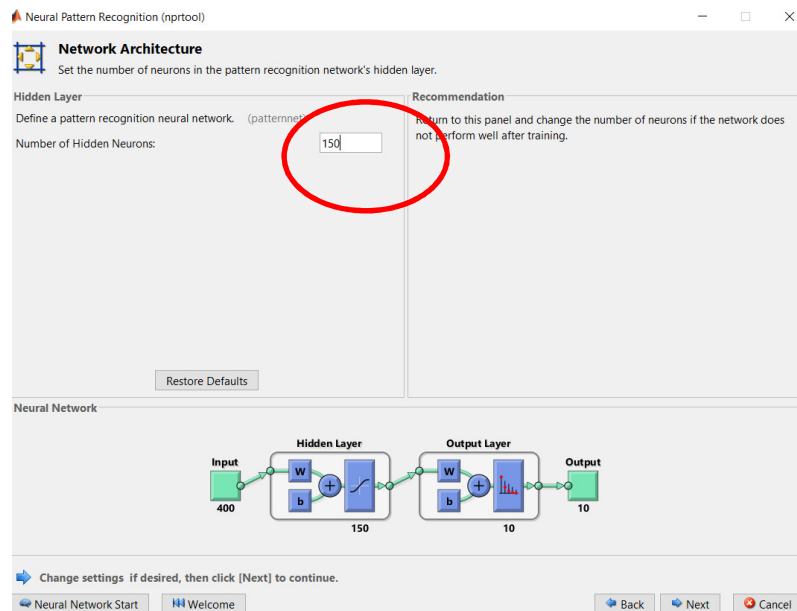 Neural Pattern Recognition (nprtool)
Network Architecture
Set the number of neurons in the pattern recognition network's hidden layer.
Hidden Layer
Define a pattern recognition neural network. (patternnet)
Number of Hidden Neurons: 150
Restore Defaults
Recommendation
Return to this panel and change the number of neurons if the network does
not perform well after training.
Neural Network
Hidden Layer
Output Layer
Input
Output
W
b
+
W
b
+
400
150
10
10
Change settings if desired, then click [Next] to continue.
Neural Network Start
Welcome
Back
Next
Cancel